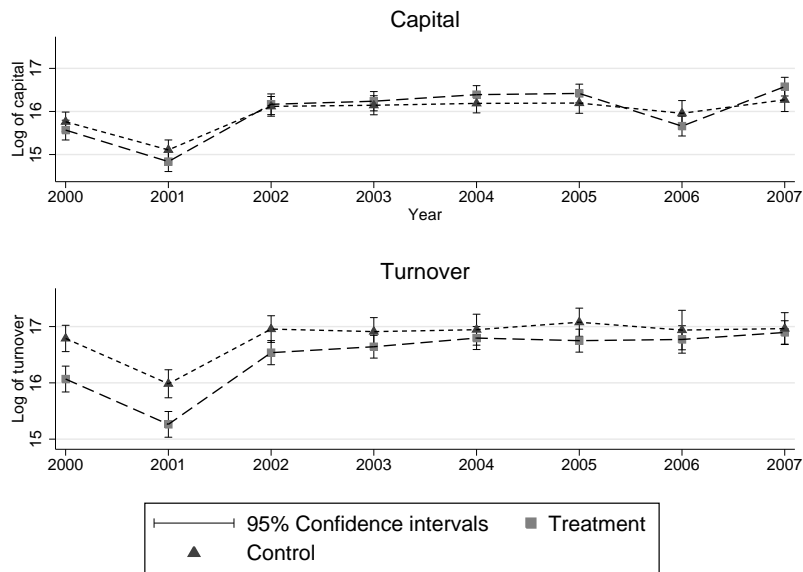 Capital
Log of capital
17
16
15
2000 2001 2002 2003 2004 2005 2006 2007
Year
Turnover
Log of turnover
17
16
15
2000 2001 2002 2003 2004 2005 2006 2007
95% Confidence intervals Treatment
Control